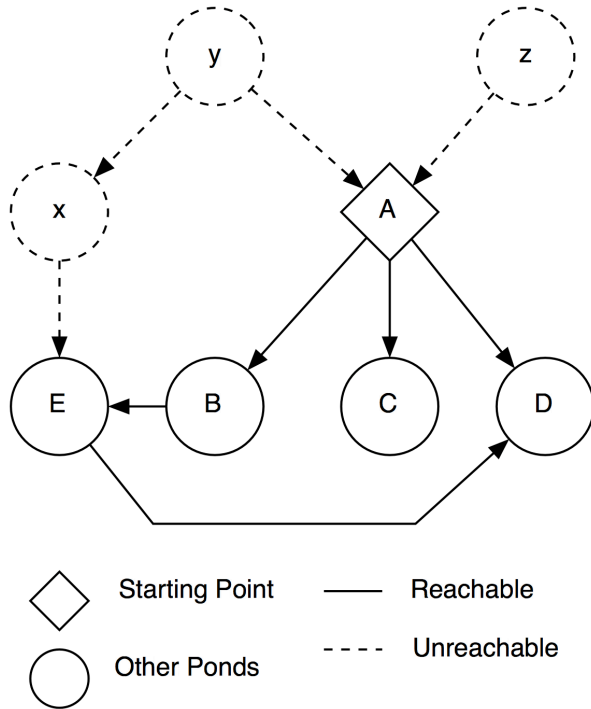 y
z
x
A
E
B
C
D
Starting Point
Reachable
Other Ponds
Unreachable